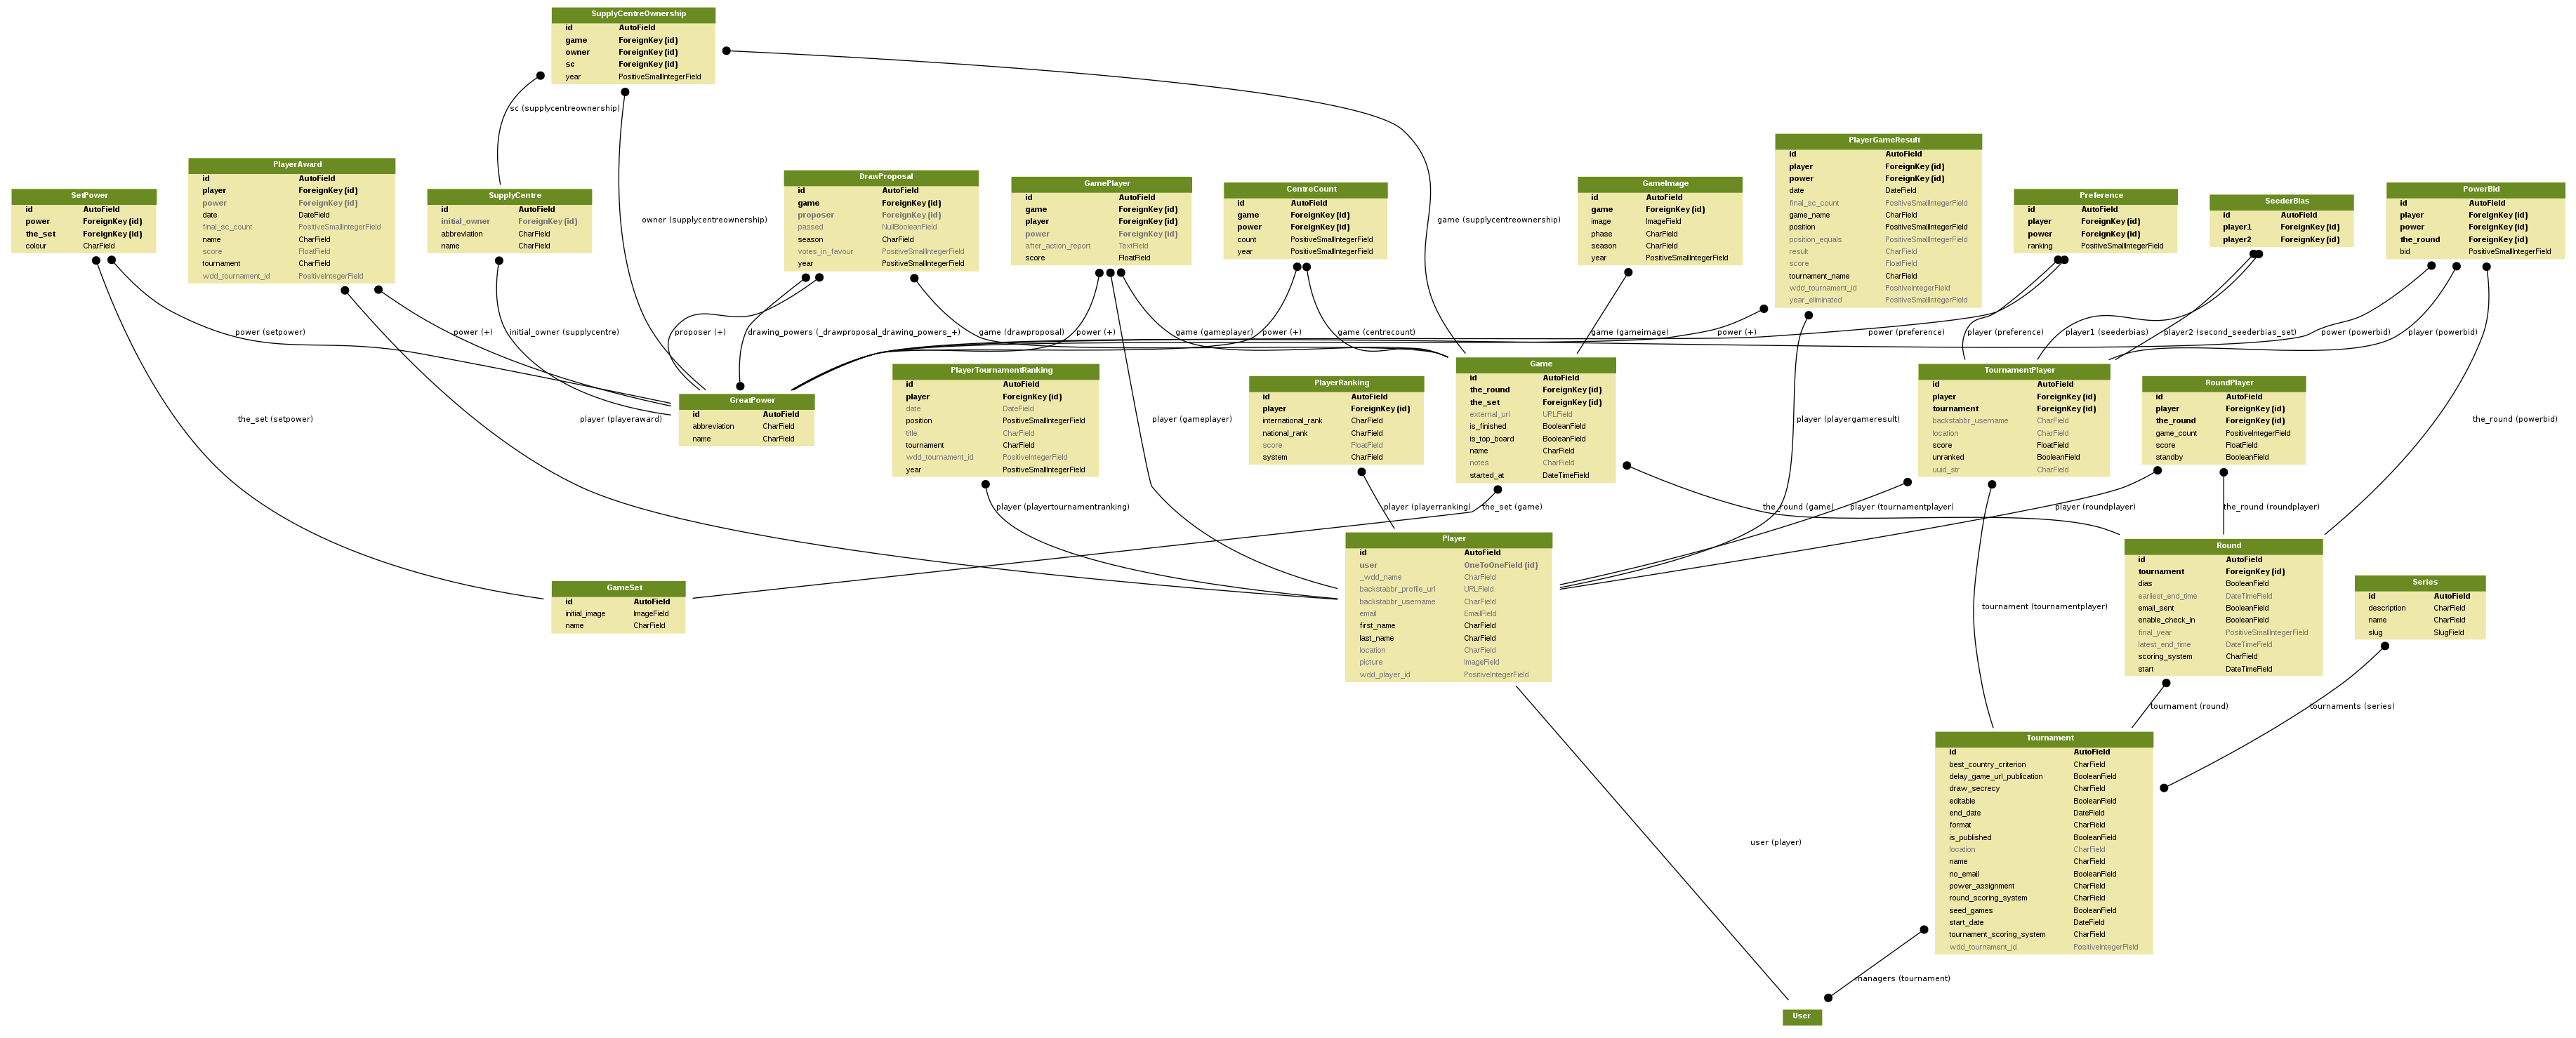 SupplyCentreOwnership
id AutoField
game ForeignKey (id)
owner ForeignKey (id)
sc ForeignKey (id)
year PositiveSmallIntegerField
sc (supplycentreownership)
PlayerGameResult
id AutoField
player ForeignKey (id)
power ForeignKey (id)
date DateField
final_sc_count PositiveSmallIntegerField
game_name CharField
position PositiveSmallIntegerField
position_equals PositiveSmallIntegerField
result CharField
score FloatField
tournament_name CharField
wdd_tournament_id PositiveIntegerField
year_eliminated PositiveSmallIntegerField
PlayerAward
id AutoField
player ForeignKey (id)
power ForeignKey (id)
date DateField
final_sc_count PositiveSmallIntegerField
name CharField
score FloatField
tournament CharField
wdd_tournament_id PositiveIntegerField
SetPower
id AutoField
power ForeignKey (id)
the_set ForeignKey (id)
colour CharField
SupplyCentre
id AutoField
initial_owner ForeignKey (id)
abbreviation CharField
name CharField
owner (supplycentreownership)
DrawProposal
id AutoField
game ForeignKey (id)
proposer ForeignKey (id)
passed NullBooleanField
season CharField
votes_in_favour PositiveSmallIntegerField
year PositiveSmallIntegerField
GamePlayer
id AutoField
game ForeignKey (id)
player ForeignKey (id)
power ForeignKey (id)
after_action_report TextField
score FloatField
CentreCount
id AutoField
game ForeignKey (id)
power ForeignKey (id)
count PositiveSmallIntegerField
year PositiveSmallIntegerField
game (supplycentreownership)
GameImage
id AutoField
game ForeignKey (id)
image ImageField
phase CharField
season CharField
year PositiveSmallIntegerField
Preference
id AutoField
player ForeignKey (id)
power ForeignKey (id)
ranking PositiveSmallIntegerField
SeederBias
id AutoField
player1 ForeignKey (id)
player2 ForeignKey (id)
PowerBid
id AutoField
player ForeignKey (id)
power ForeignKey (id)
the_round ForeignKey (id)
bid PositiveSmallIntegerField
power (setpower)
power (+)
initial_owner (supplycentre)
proposer (+)
drawing_powers (_drawproposal_drawing_powers_+)
game (drawproposal)
power (+)
game (gameplayer)
power (+)
game (centrecount)
game (gameimage)
power (+)
power (preference)
player (preference)
player1 (seederbias)
player2 (second_seederbias_set)
power (powerbid)
player (powerbid)
the_set (setpower)
player (playeraward)
GreatPower
id AutoField
abbreviation CharField
name CharField
PlayerTournamentRanking
id AutoField
player ForeignKey (id)
date DateField
position PositiveSmallIntegerField
title CharField
tournament CharField
wdd_tournament_id PositiveIntegerField
year PositiveSmallIntegerField
player (gameplayer)
PlayerRanking
id AutoField
player ForeignKey (id)
international_rank CharField
national_rank CharField
score FloatField
system CharField
Game
id AutoField
the_round ForeignKey (id)
the_set ForeignKey (id)
external_url URLField
is_finished BooleanField
is_top_board BooleanField
name CharField
notes CharField
started_at DateTimeField
player (playergameresult)
TournamentPlayer
id AutoField
player ForeignKey (id)
tournament ForeignKey (id)
backstabbr_username CharField
location CharField
score FloatField
unranked BooleanField
uuid_str CharField
RoundPlayer
id AutoField
player ForeignKey (id)
the_round ForeignKey (id)
game_count PositiveIntegerField
score FloatField
standby BooleanField
the_round (powerbid)
player (playertournamentranking)
player (playerranking)
the_set (game)
the_round (game)
player (tournamentplayer)
player (roundplayer)
the_round (roundplayer)
GameSet
id AutoField
initial_image ImageField
name CharField
Player
id AutoField
user OneToOneField (id)
_wdd_name CharField
backstabbr_profile_url URLField
backstabbr_username CharField
email EmailField
first_name CharField
last_name CharField
location CharField
picture ImageField
wdd_player_id PositiveIntegerField
tournament (tournamentplayer)
Round
id AutoField
tournament ForeignKey (id)
dias BooleanField
earliest_end_time DateTimeField
email_sent BooleanField
enable_check_in BooleanField
final_year PositiveSmallIntegerField
latest_end_time DateTimeField
scoring_system CharField
start DateTimeField
Series
id AutoField
description CharField
name CharField
slug SlugField
tournament (round)
tournaments (series)
Tournament
id AutoField
best_country_criterion CharField
delay_game_url_publication BooleanField
draw_secrecy CharField
editable BooleanField
end_date DateField
format CharField
is_published BooleanField
location CharField
name CharField
no_email BooleanField
power_assignment CharField
round_scoring_system CharField
seed_games BooleanField
start_date DateField
tournament_scoring_system CharField
wdd_tournament_id PositiveIntegerField
user (player)
managers (tournament)
User